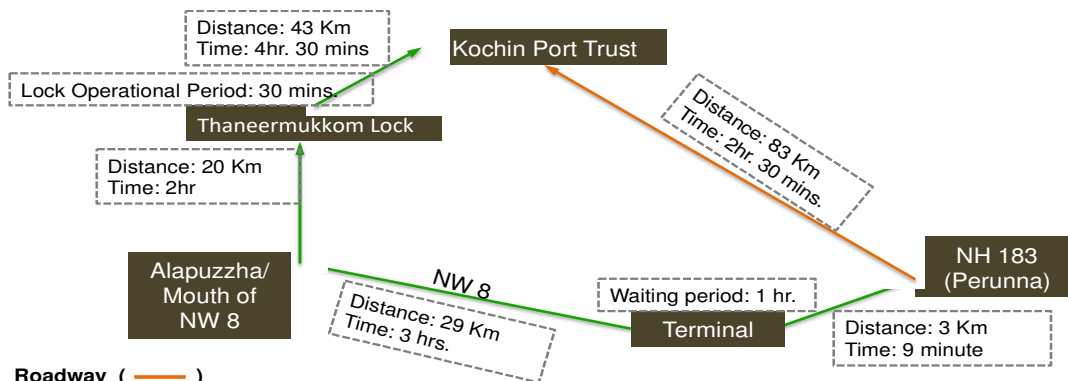 Distance: 43 Km
Time: 4hr. 30 mins
Kochin Port Trust
Lock Operational Period: 30 mins.
Thaneermukkom Lock
Distance: 20 Km
Time: 2hr
Distance: 83 Km
Time: 2hr. 30 mins.
Alapuzzha/
Mouth of
NW 8
NW 8
Distance: 29 Km
Time: 3 hrs.
Waiting period: 1 hr.
Terminal
NH 183
(Perunna)
Distance: 3 Km
Time: 9 minute
Roadway ( )